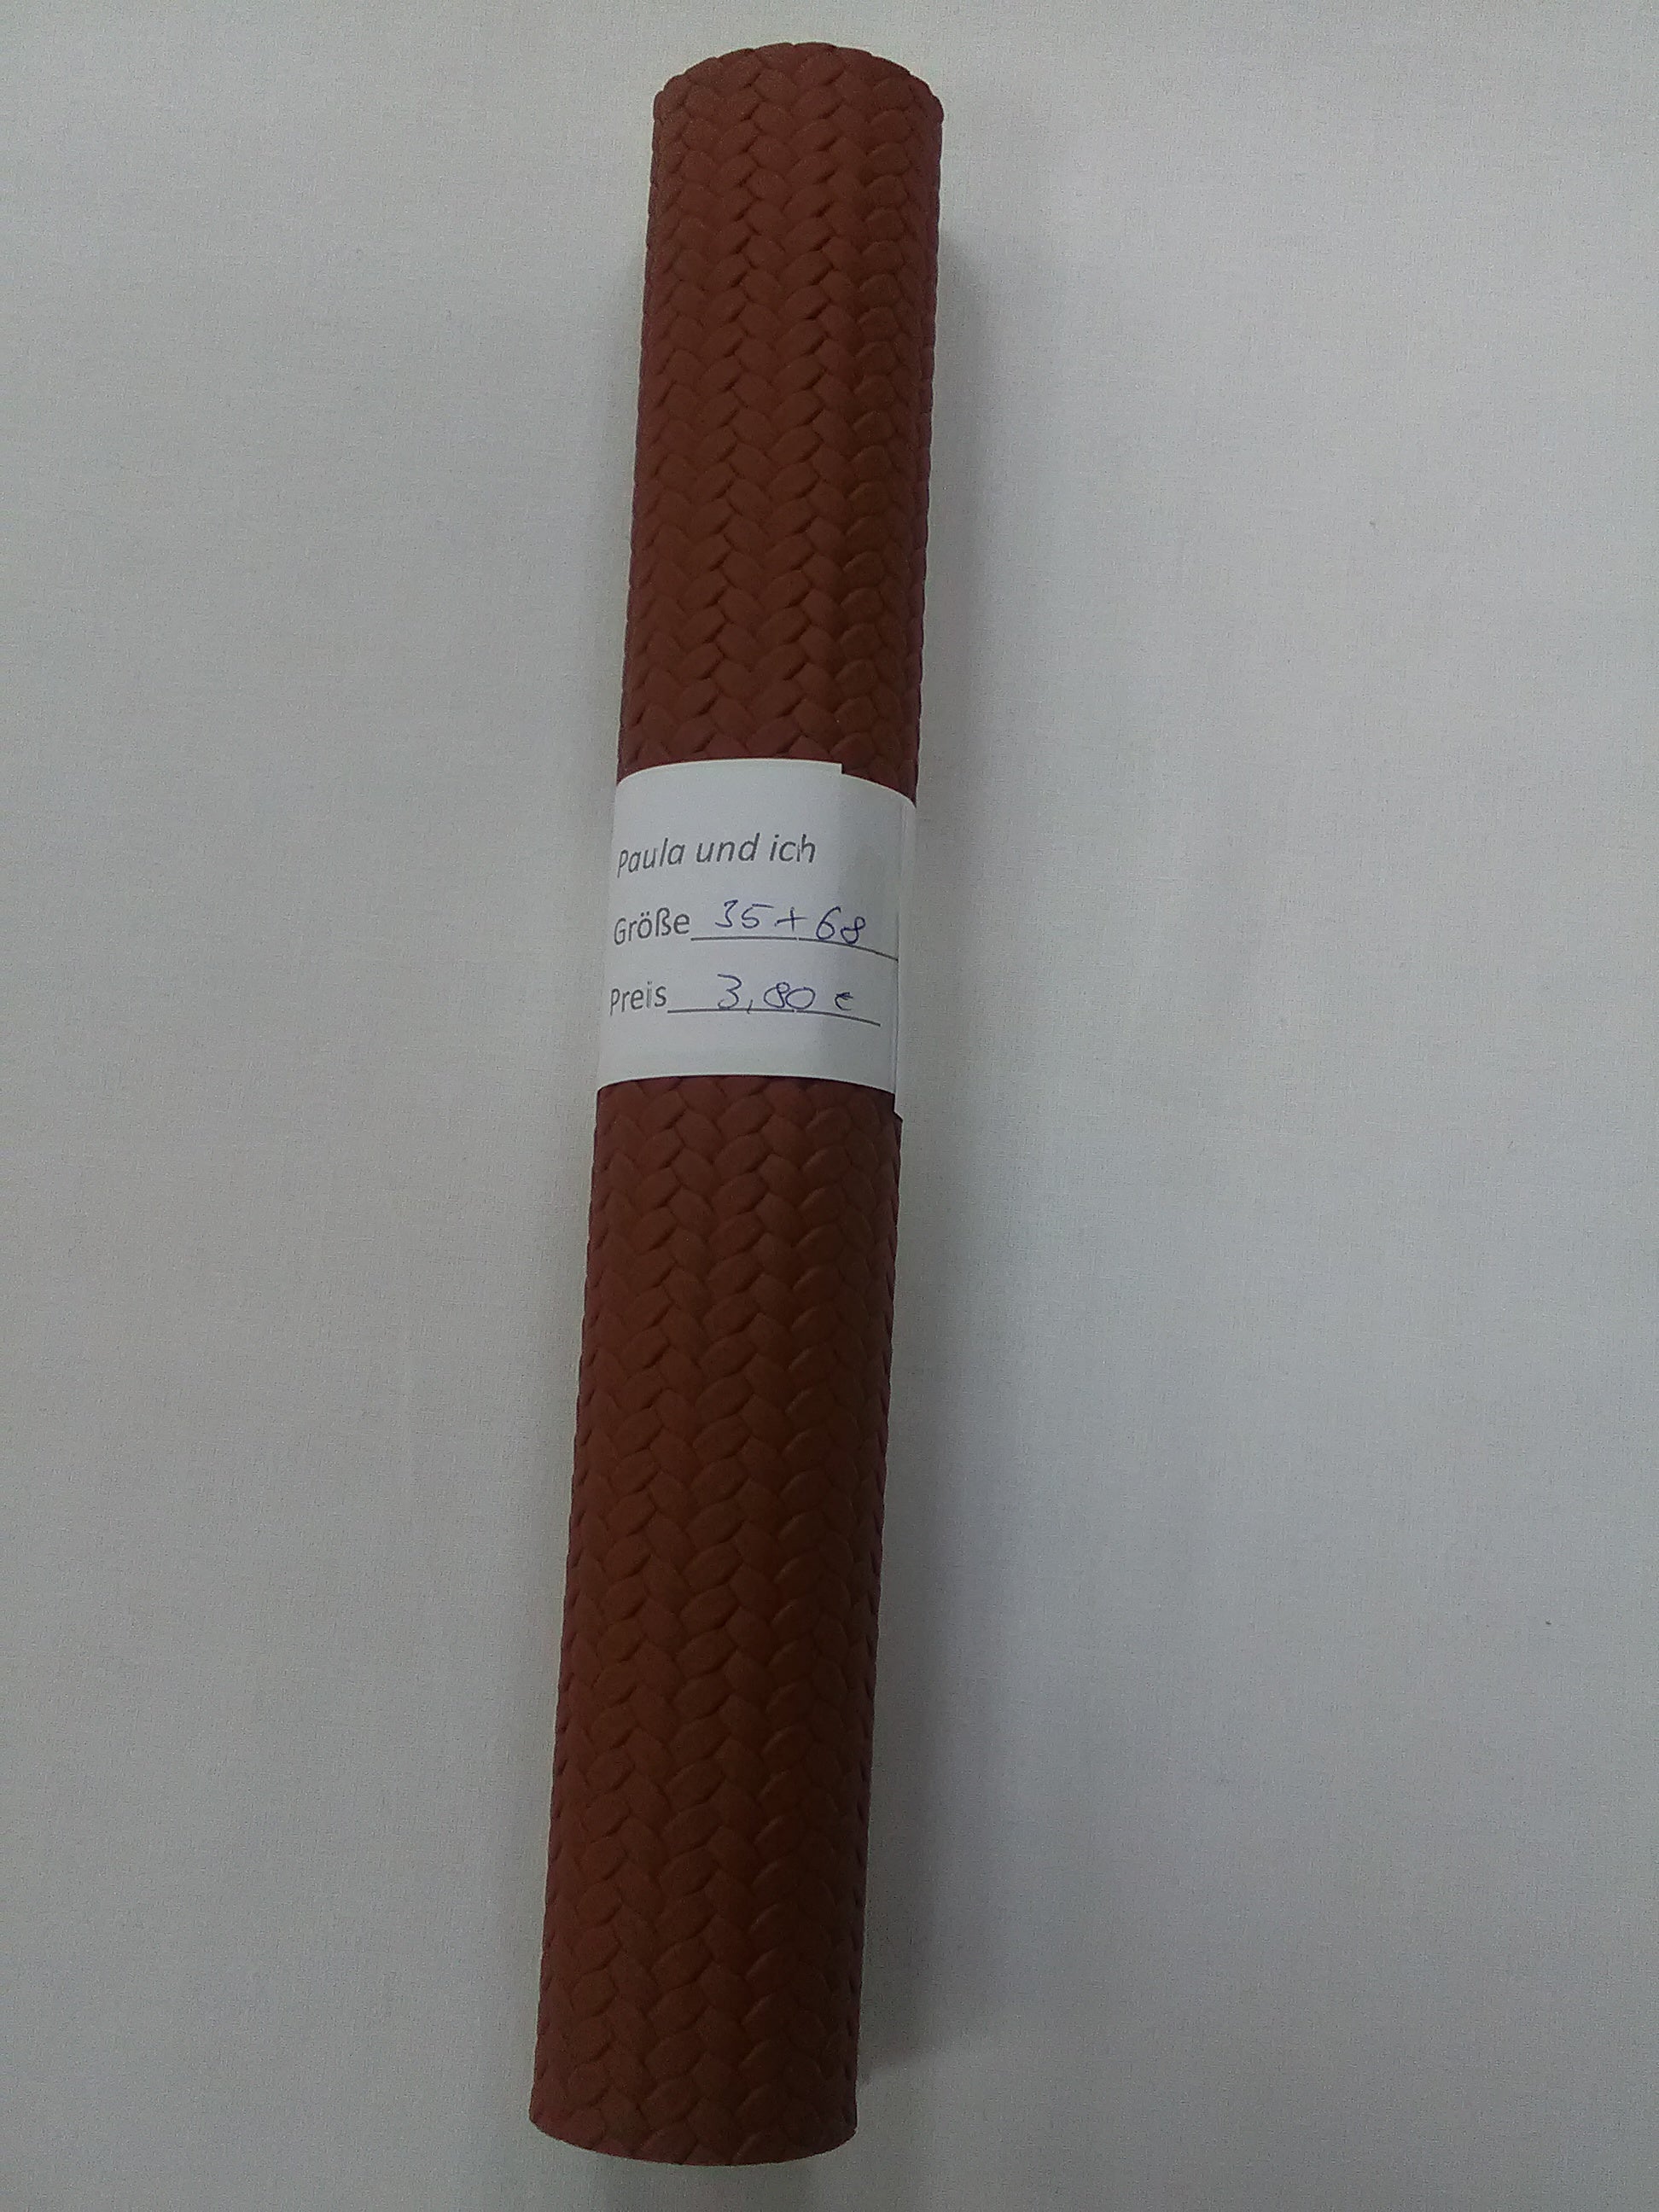 Paula und ich
Größe 35+68
Preis 3,80 €